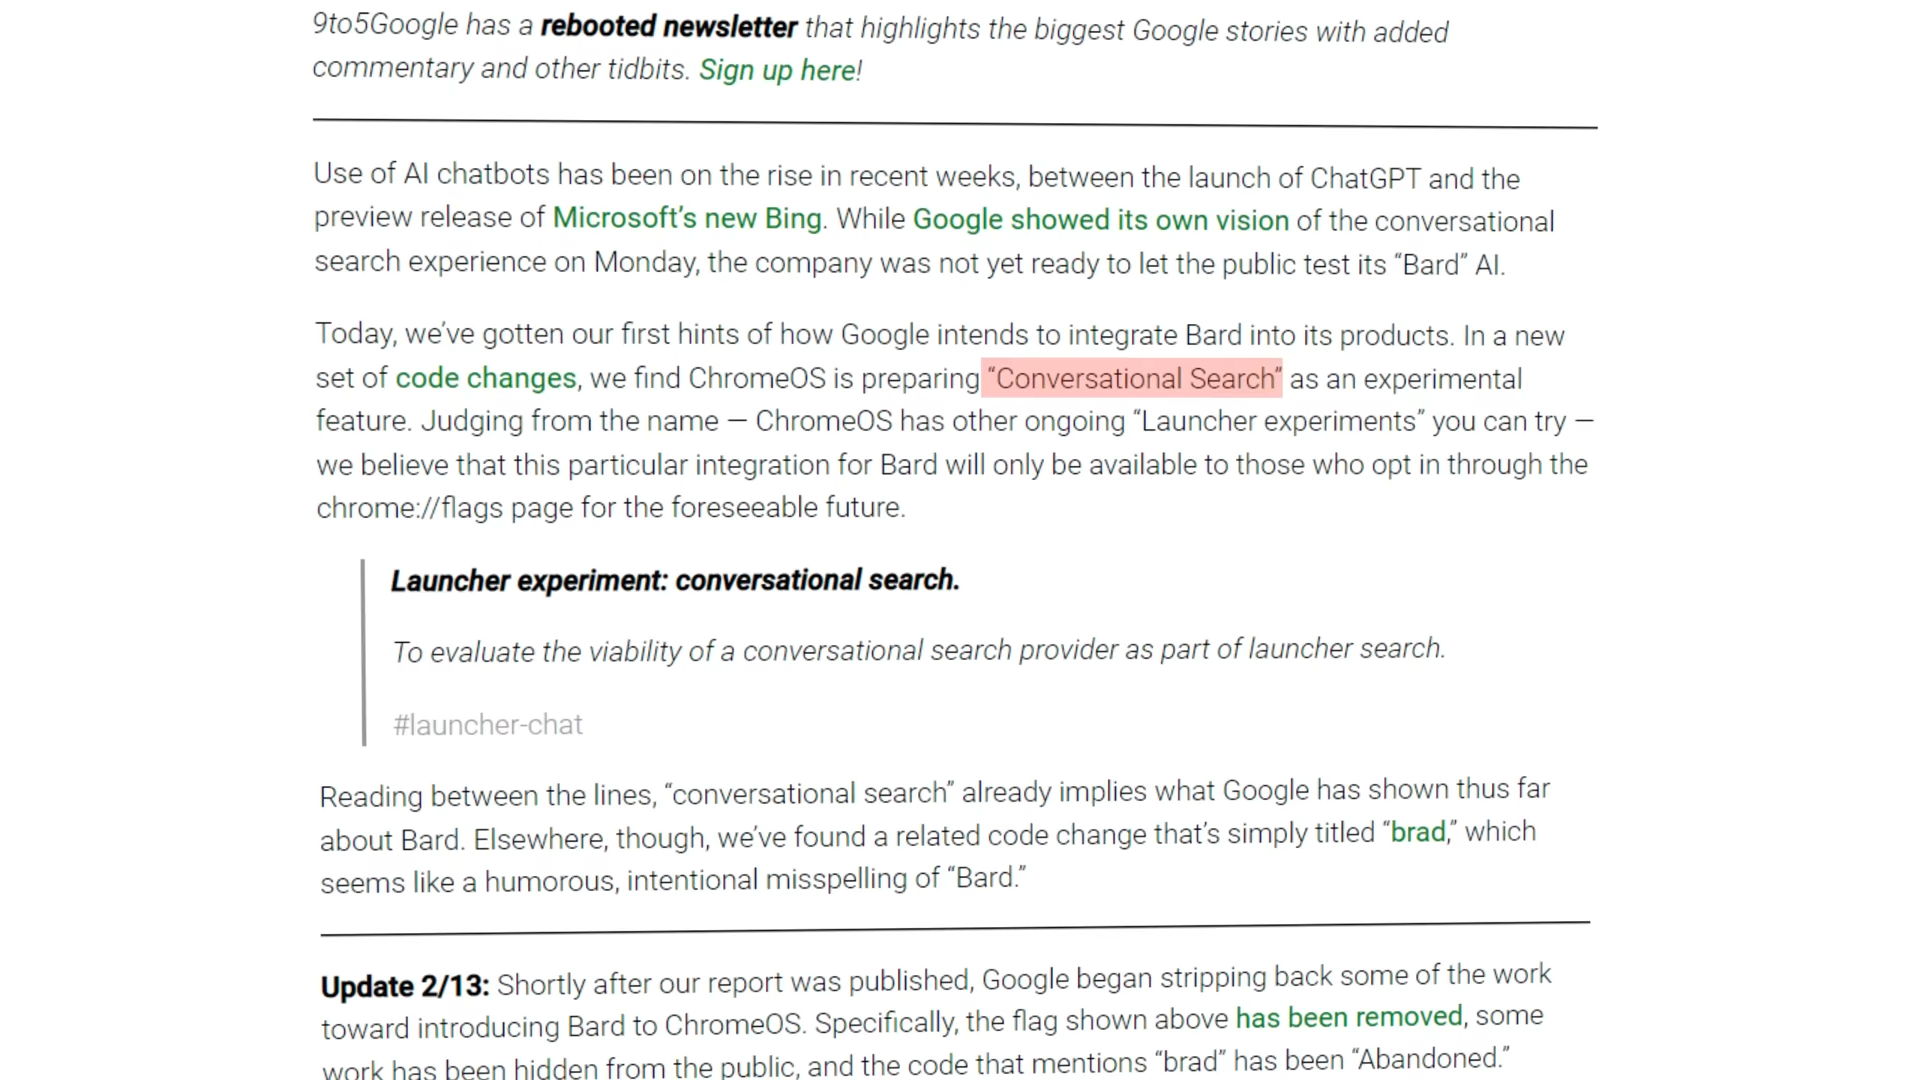 9to5Google has a rebooted newsletter that highlights the biggest Google stories with added
commentary and other tidbits. Sign up here!
Use of AI chatbots has been on the rise in recent weeks, between the launch of ChatGPT and the
preview release of Microsoft’s new Bing. While Google showed its own vision of the conversational
search experience on Monday, the company was not yet ready to let the public test its “Bard” AI.
Today, we’ve gotten our first hints of how Google intends to integrate Bard into its products. In a new
set of code changes, we find ChromeOS is preparing “Conversational Search” as an experimental
feature. Judging from the name — ChromeOS has other ongoing “Launcher experiments” you can try —
we believe that this particular integration for Bard will only be available to those who opt in through the
chrome://flags page for the foreseeable future.
Launcher experiment: conversational search.
To evaluate the viability of a conversational search provider as part of launcher search.
#launcher-chat
Reading between the lines, “conversational search” already implies what Google has shown thus far
about Bard. Elsewhere, though, we’ve found a related code change that’s simply titled “brad,” which
seems like a humorous, intentional misspelling of “Bard.”
Update 2/13: Shortly after our report was published, Google began stripping back some of the work
toward introducing Bard to ChromeOS. Specifically, the flag shown above has been removed, some
work has been hidden from the public, and the code that mentions “brad” has been “Abandoned.”